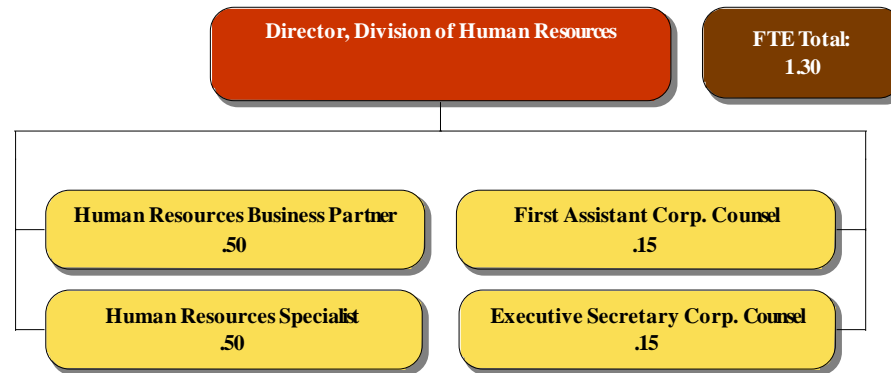 Director, Division of Human Resources
FTE Total:
1.30
Human Resources Business Partner
.50
First Assistant Corp. Counsel
.15
Human Resources Specialist
.50
Executive Secretary Corp. Counsel
.15